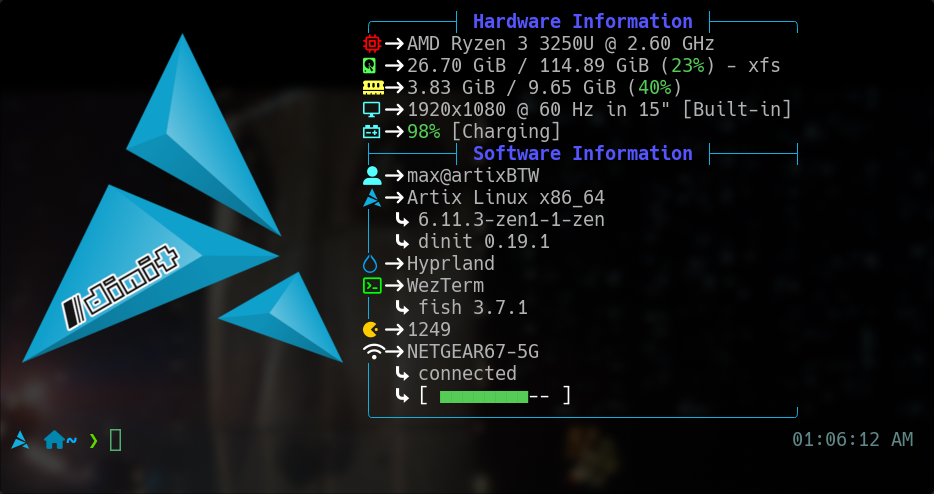 Hardware Information
AMD Ryzen 3 3250U @ 2.60 GHz
26.70 GiB / 114.89 GiB (23%) - xfs
3.83 GiB / 9.65 GiB (40%)
1920x1080 @ 60 Hz in 15" [Built-in]
98% [Charging]
Software Information
max@artixBTW
Artix Linux x86_64
6.11.3-zen1-1-zen
dinit 0.19.1
Hyprland
WezTerm
fish 3.7.1
1249
NETGEAR67-5G
connected
[ ■■■■■■■■-- ]
dinit
~ ❯
01:06:12 AM